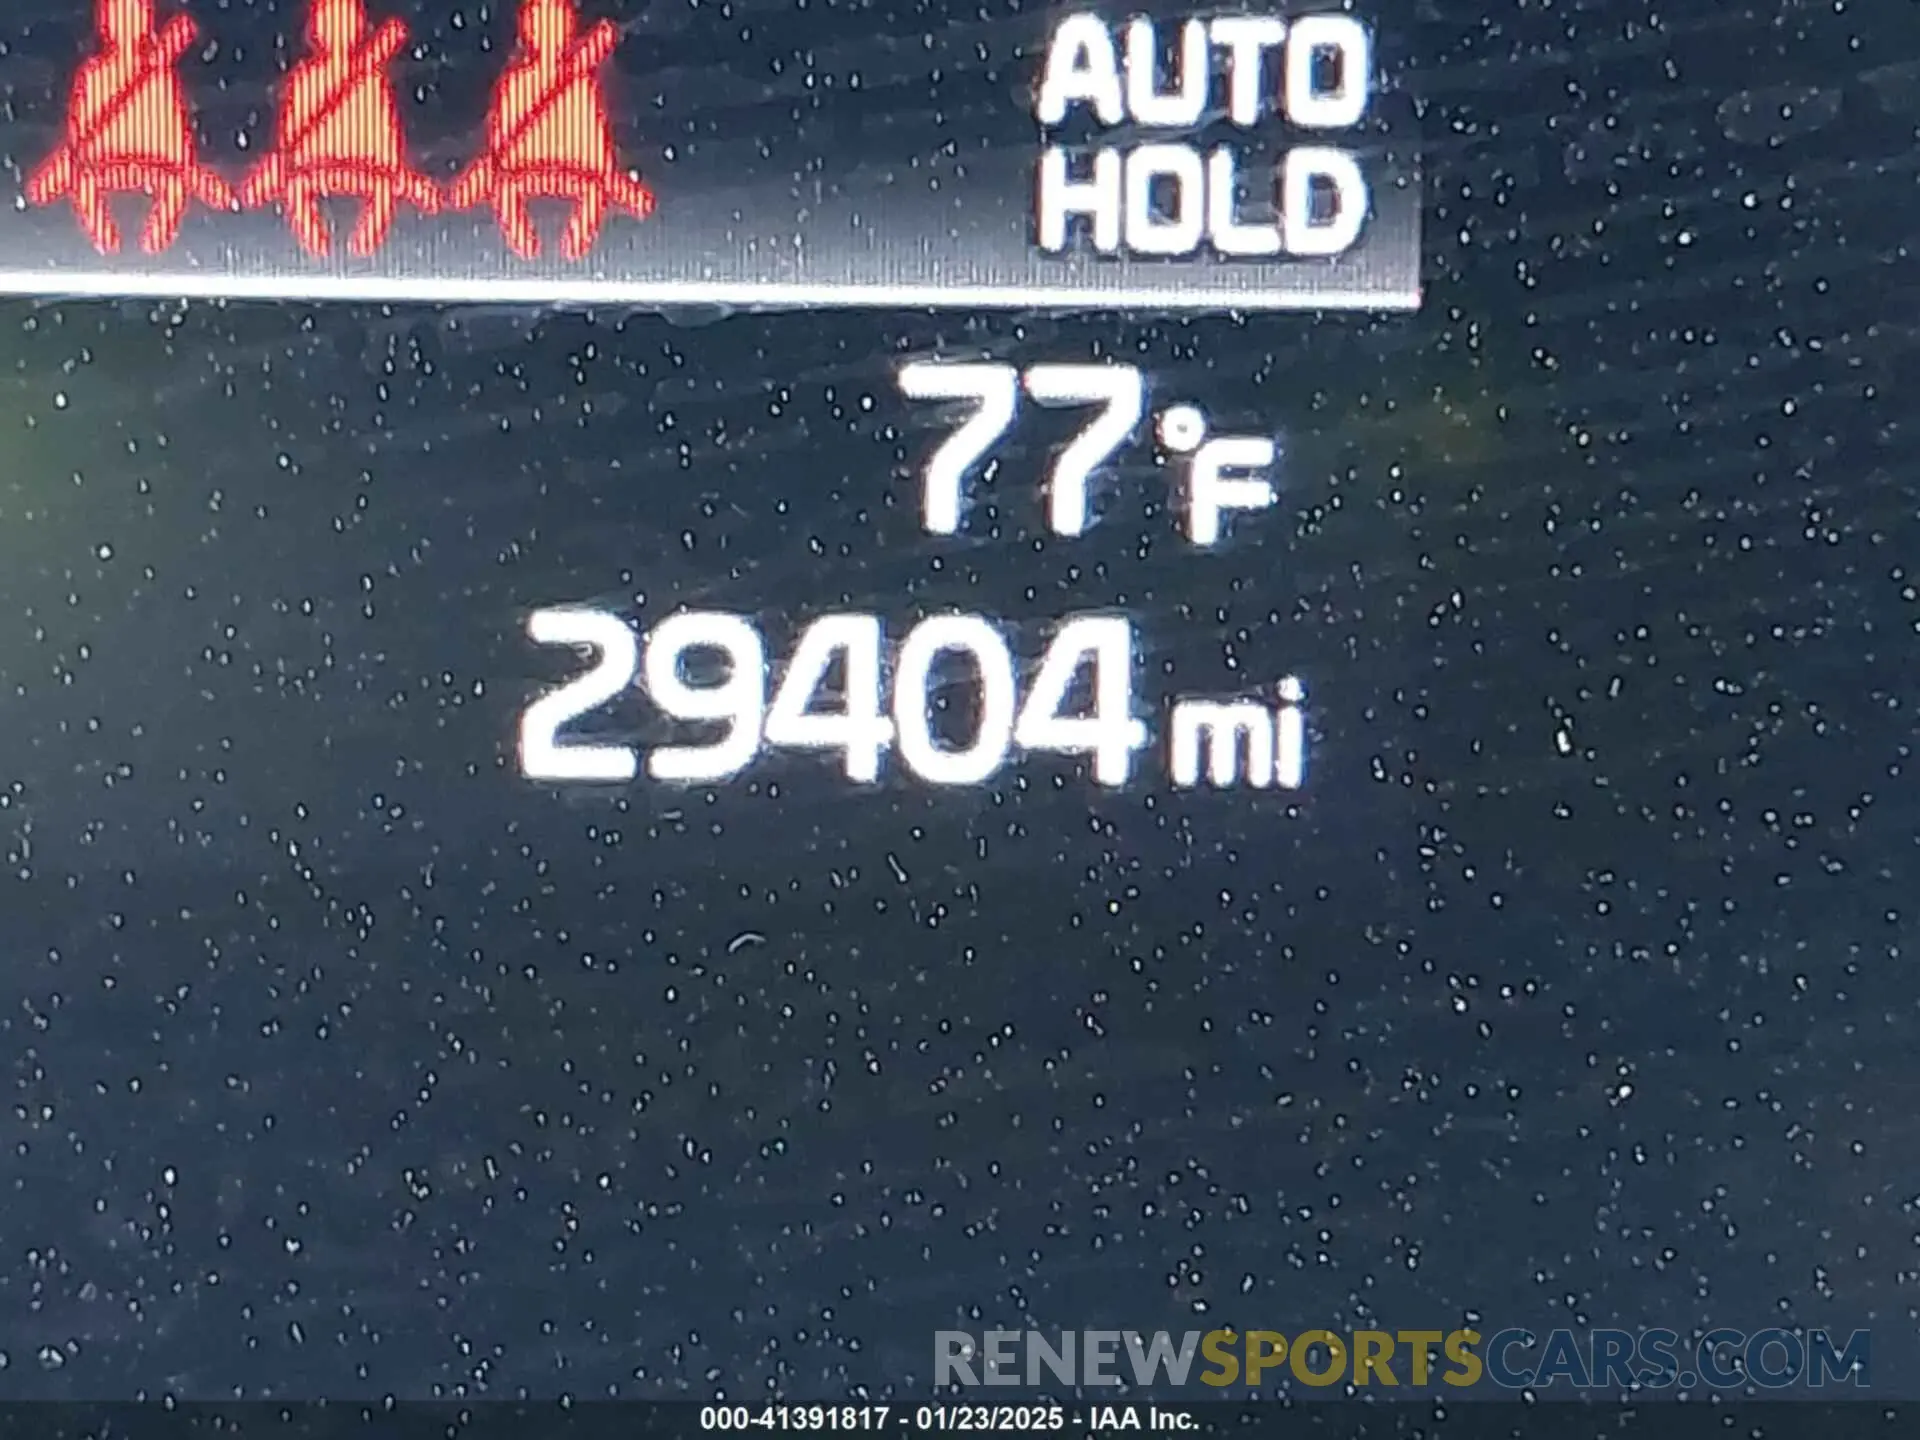 AUTO
HOLD
77°F
29404 mi
RENEWSPORTSCARS.COM
000-41391817 - 01/23/2025 - IAA Inc.